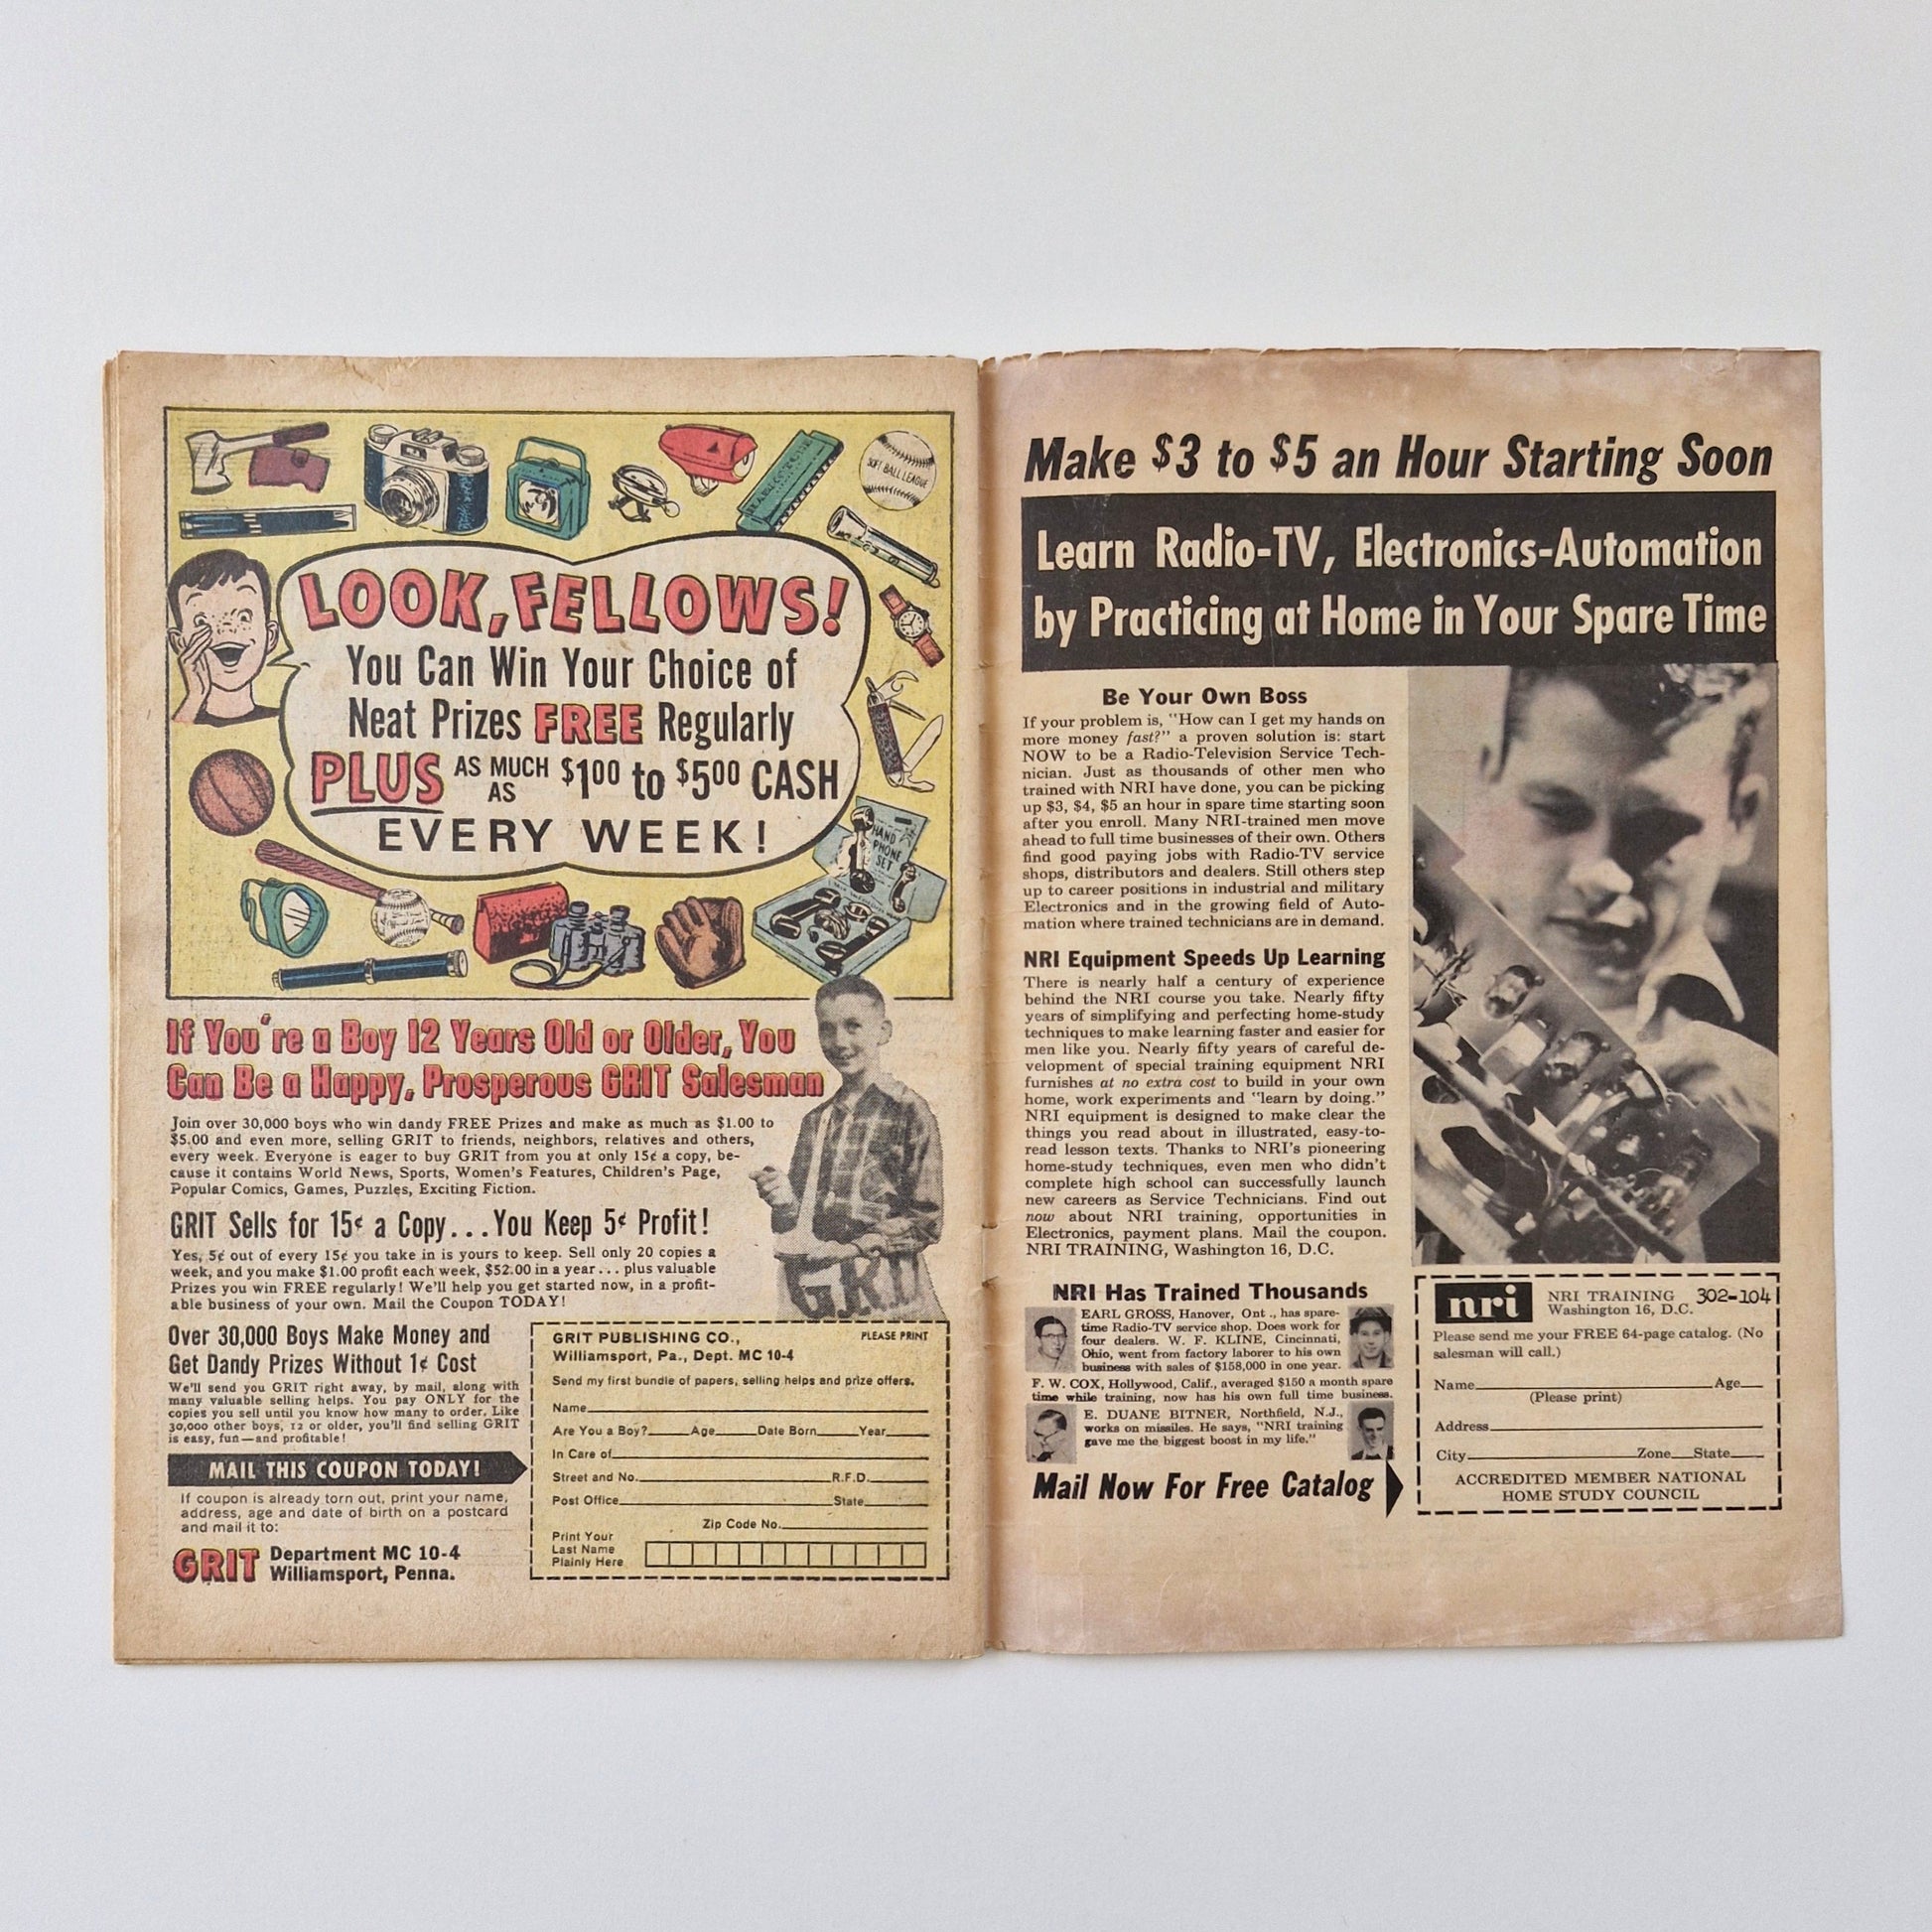 SOFT BALL LEAGUE
LOOK, FELLOWS!
You Can Win Your Choice of
Neat Prizes FREE Regularly
PLUS AS MUCH AS $100 to $500 CASH
EVERY WEEK!
HAND
PHONE
SET
If You're a Boy 12 Years Old or Older, You
Can Be a Happy, Prosperous GRIT Salesman
Join over 30,000 boys who win dandy FREE Prizes and make as much as $1.00 to
$5.00 and even more, selling GRIT to friends, neighbors, relatives and others,
every week. Everyone is eager to buy GRIT from you at only 15¢ a copy, be-
cause it contains World News, Sports, Women's Features, Children's Page,
Popular Comics, Games, Puzzles, Exciting Fiction.
GRIT Sells for 15¢ a Copy...You Keep 5¢ Profit!
Yes, 5¢ out of every 15¢ you take in is yours to keep. Sell only 20 copies a
week, and you make $1.00 profit each week, $52.00 in a year... plus valuable
Prizes you win FREE regularly! We'll help you get started now, in a profit-
able business of your own. Mail the Coupon TODAY!
GRIT
Over 30,000 Boys Make Money and
Get Dandy Prizes Without 1¢ Cost
We'll send you GRIT right away, by mail, along with
many valuable selling helps. You pay ONLY for the
copies you sell until you know how many to order. Like
30,000 other boys, 12 or older, you'll find selling GRIT
is easy, fun—and profitable!
MAIL THIS COUPON TODAY!
If coupon is already torn out, print your name,
address, age and date of birth on a postcard
and mail it to:
GRIT Department MC 10-4
Williamsport, Penna.
GRIT PUBLISHING CO., PLEASE PRINT
Williamsport, Pa., Dept. MC 10-4
Send my first bundle of papers, selling helps and prize offers.
Name
Are You a Boy? Age Date Born Year
In Care of
Street and No. R.F.D.
Post Office State
Zip Code No.
Print Your
Last Name
Plainly Here
Make $3 to $5 an Hour Starting Soon
Learn Radio-TV, Electronics-Automation
by Practicing at Home in Your Spare Time
Be Your Own Boss
If your problem is, "How can I get my hands on
more money fast?" a proven solution is: start
NOW to be a Radio-Television Service Tech-
nician. Just as thousands of other men who
trained with NRI have done, you can be picking
up $3, $4, $5 an hour in spare time starting soon
after you enroll. Many NRI-trained men move
ahead to full time businesses of their own. Others
find good paying jobs with Radio-TV service
shops, distributors and dealers. Still others step
up to career positions in industrial and military
Electronics and in the growing field of Auto-
mation where trained technicians are in demand.
NRI Equipment Speeds Up Learning
There is nearly half a century of experience
behind the NRI course you take. Nearly fifty
years of simplifying and perfecting home-study
techniques to make learning faster and easier for
men like you. Nearly fifty years of careful de-
velopment of special training equipment NRI
furnishes at no extra cost to build in your own
home, work experiments and "learn by doing."
NRI equipment is designed to make clear the
things you read about in illustrated, easy-to-
read lesson texts. Thanks to NRI's pioneering
home-study techniques, even men who didn't
complete high school can successfully launch
new careers as Service Technicians. Find out
now about NRI training, opportunities in
Electronics, payment plans. Mail the coupon.
NRI TRAINING, Washington 16, D.C.
NRI Has Trained Thousands
EARL GROSS, Hanover, Ont., has spare-
time Radio-TV service shop. Does work for
four dealers. W. F. KLINE, Cincinnati,
Ohio, went from factory laborer to his own
business with sales of $158,000 in one year.
F. W. COX, Hollywood, Calif., averaged $150 a month spare
time while training, now has his own full time business.
E. DUANE BITNER, Northfield, N.J.,
works on missiles. He says, "NRI training
gave me the biggest boost in my life."
Mail Now For Free Catalog
nri NRI TRAINING 302-104
Washington 16, D.C.
Please send me your FREE 64-page catalog. (No
salesman will call.)
Name Age
(Please print)
Address
City Zone State
ACCREDITED MEMBER NATIONAL
HOME STUDY COUNCIL